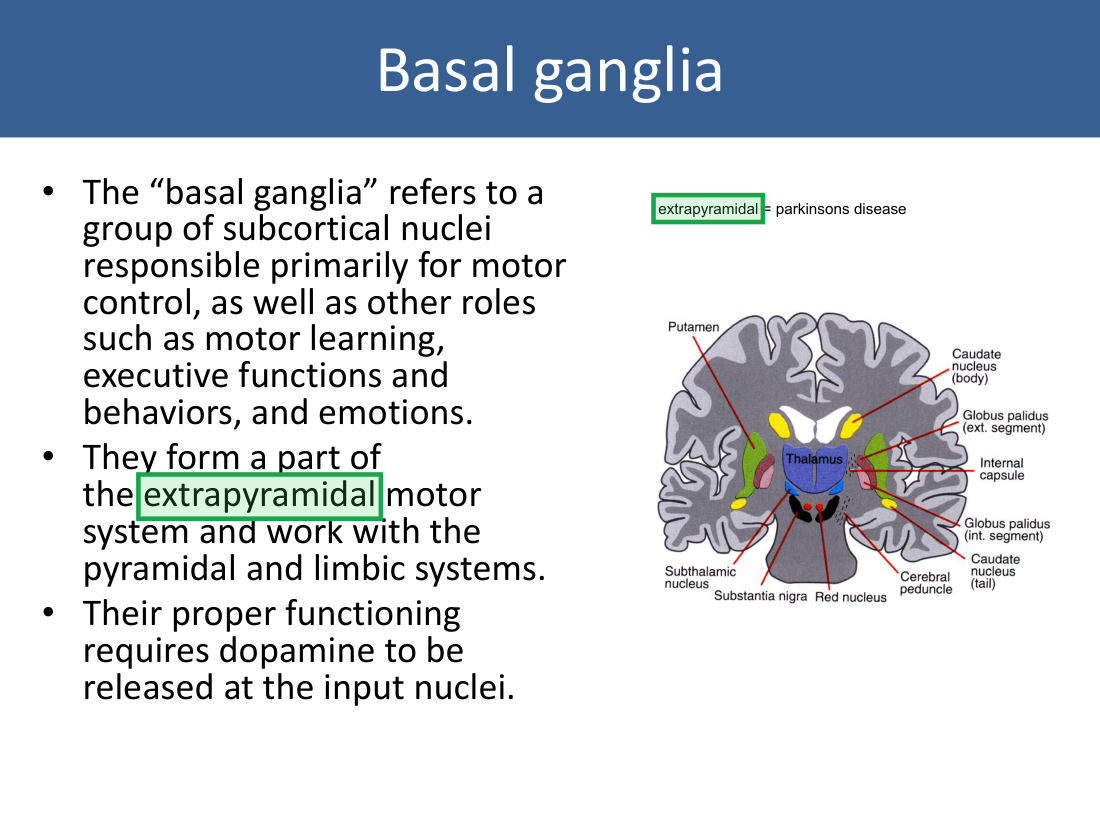 Basal ganglia
• The “basal ganglia” refers to a
group of subcortical nuclei
responsible primarily for motor
control, as well as other roles
such as motor learning,
executive functions and
behaviors, and emotions.
• They form a part of
the extrapyramidal motor
system and work with the
pyramidal and limbic systems.
• Their proper functioning
requires dopamine to be
released at the input nuclei.
extrapyramidal = parkinsons disease
Putamen
Caudate
nucleus
(body)
Globus palidus
(ext. segment)
Thalamus
Internal
capsule
Globus palidus
(int. segment)
Caudate
nucleus
(tail)
Cerebral
peduncle
Subthalamic
nucleus
Substantia nigra
Red nucleus